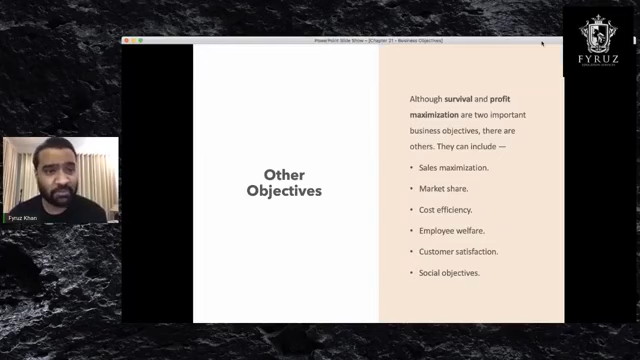 PowerPoint Slide Show - [Chapter 21 - Business Objectives]
FYRUZ
Other
Objectives
Although survival and profit
maximization are two important
business objectives, there are
others. They can include —
• Sales maximization.
• Market share.
• Cost efficiency.
• Employee welfare.
• Customer satisfaction.
• Social objectives.
Fyruz Khan